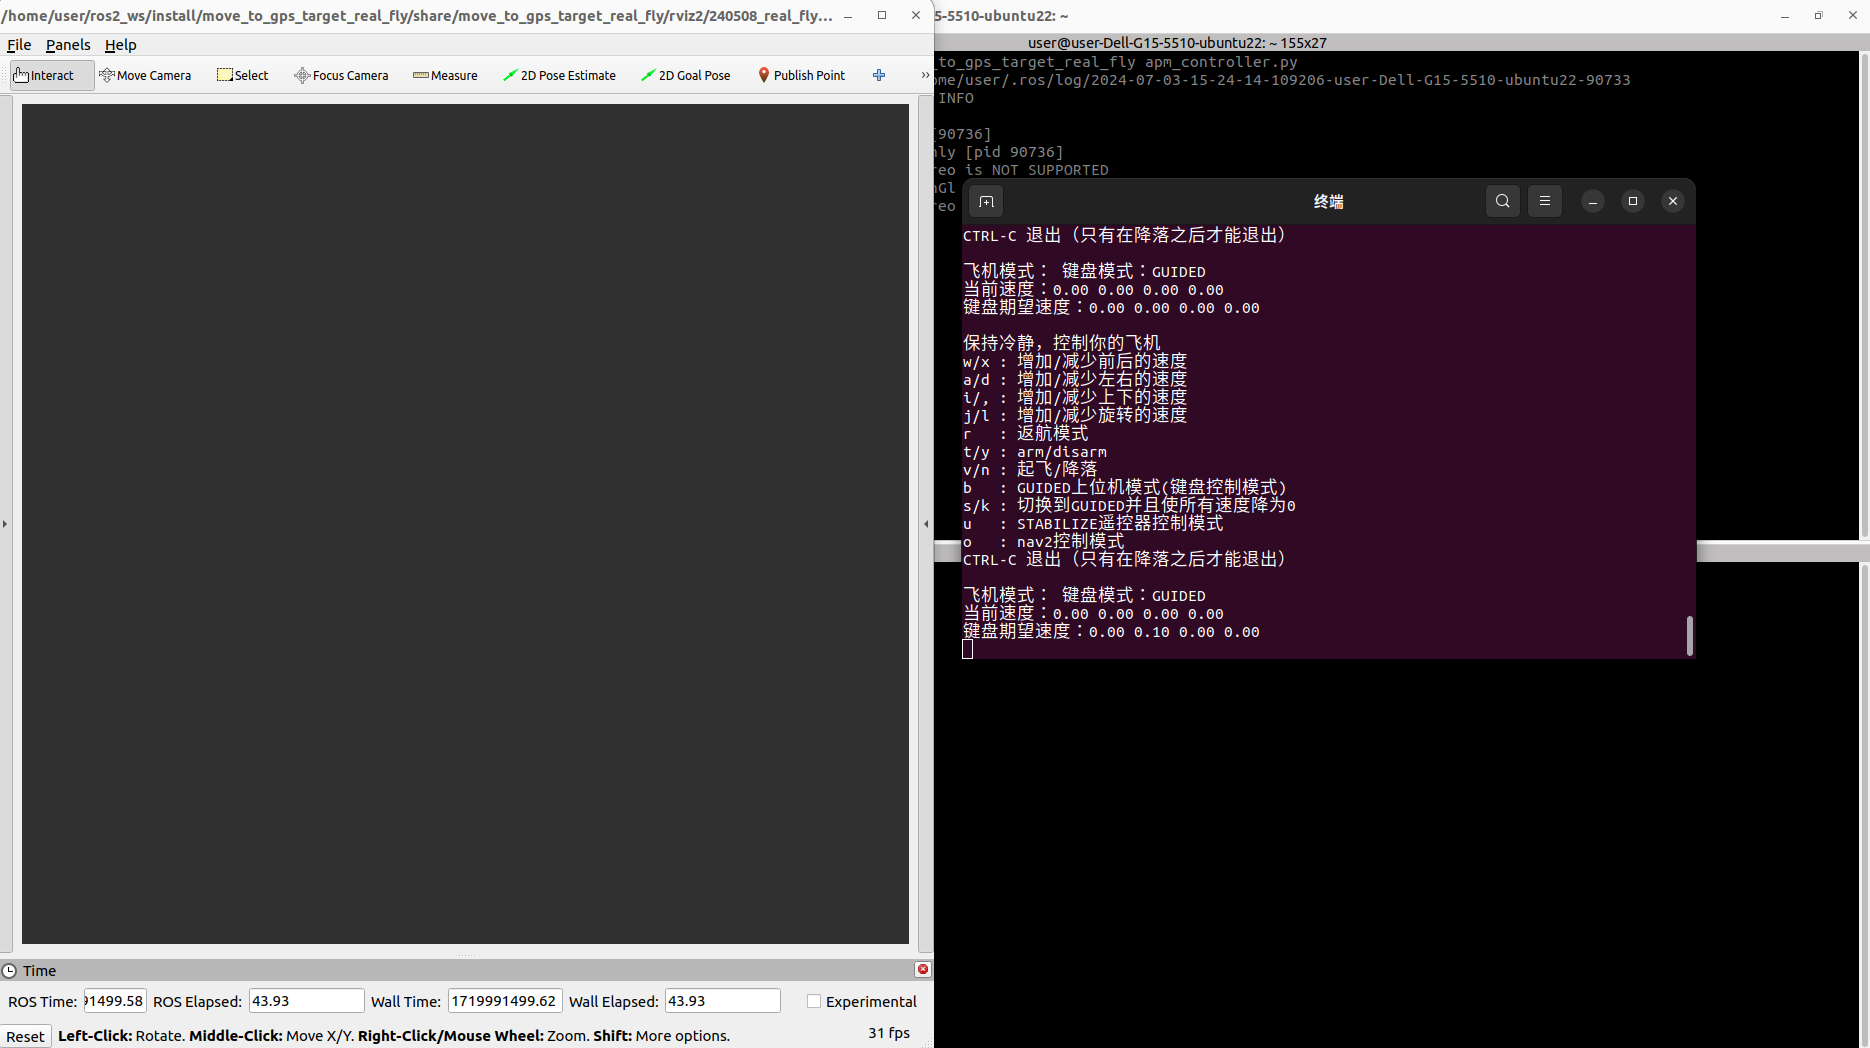 /home/user/ros2_ws/install/move_to_gps_target_real_fly/share/move_to_gps_target_real_fly/rviz2/240508_real_fly...
File Panels Help
Interact Move Camera Select Focus Camera Measure 2D Pose Estimate 2D Goal Pose Publish Point
Time
ROS Time: 91499.58 ROS Elapsed: 43.93 Wall Time: 1719991499.62 Wall Elapsed: 43.93 Experimental
Reset Left-Click: Rotate. Middle-Click: Move X/Y. Right-Click/Mouse Wheel: Zoom. Shift: More options. 31 fps
5-5510-ubuntu22: ~
user@user-Dell-G15-5510-ubuntu22: ~ 155x27
_to_gps_target_real_fly apm_controller.py
me/user/.ros/log/2024-07-03-15-24-14-109206-user-Dell-G15-5510-ubuntu22-90733
INFO
[90736]
nly [pid 90736]
reo is NOT SUPPORTED
nGl
reo
终端
CTRL-C 退出（只有在降落之后才能退出）
飞机模式： 键盘模式：GUIDED
当前速度：0.00 0.00 0.00 0.00
键盘期望速度：0.00 0.00 0.00 0.00
保持冷静，控制你的飞机
w/x : 增加/减少前后的速度
a/d : 增加/减少左右的速度
i/, : 增加/减少上下的速度
j/l : 增加/减少旋转的速度
r : 返航模式
t/y : arm/disarm
v/n : 起飞/降落
b : GUIDED上位机模式(键盘控制模式)
s/k : 切换到GUIDED并且使所有速度降为0
u : STABILIZE遥控器控制模式
o : nav2控制模式
CTRL-C 退出（只有在降落之后才能退出）
飞机模式： 键盘模式：GUIDED
当前速度：0.00 0.00 0.00 0.00
键盘期望速度：0.00 0.10 0.00 0.00